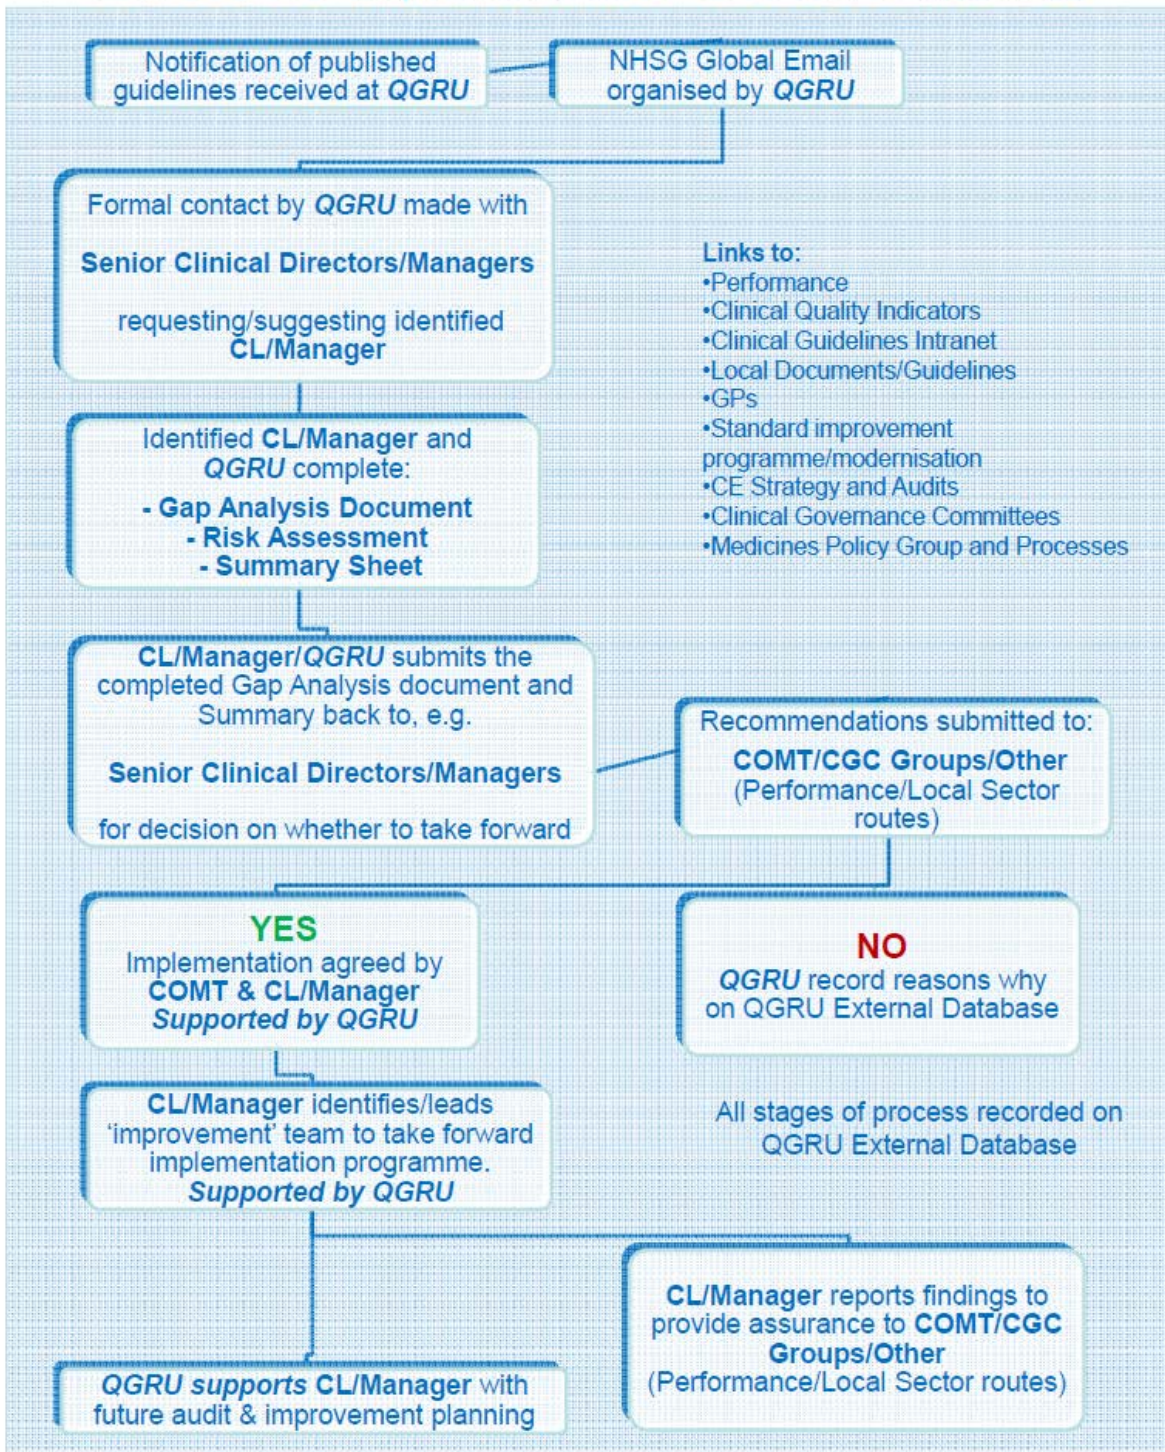 Notification of published
guidelines received at QGRU
NHSG Global Email
organised by QGRU
Formal contact by QGRU made with
Senior Clinical Directors/Managers
requesting/suggesting identified
CL/Manager
Links to:
•Performance
•Clinical Quality Indicators
•Clinical Guidelines Intranet
•Local Documents/Guidelines
•GPs
•Standard improvement
programme/modernisation
•CE Strategy and Audits
•Clinical Governance Committees
•Medicines Policy Group and Processes
Identified CL/Manager and
QGRU complete:
- Gap Analysis Document
- Risk Assessment
- Summary Sheet
CL/Manager/QGRU submits the
completed Gap Analysis document and
Summary back to, e.g.
Senior Clinical Directors/Managers
for decision on whether to take forward
Recommendations submitted to:
COMT/CGC Groups/Other
(Performance/Local Sector
routes)
YES
Implementation agreed by
COMT & CL/Manager
Supported by QGRU
NO
QGRU record reasons why
on QGRU External Database
CL/Manager identifies/leads
‘improvement’ team to take forward
implementation programme.
Supported by QGRU
All stages of process recorded on
QGRU External Database
CL/Manager reports findings to
provide assurance to COMT/CGC
Groups/Other
(Performance/Local Sector routes)
QGRU supports CL/Manager with
future audit & improvement planning